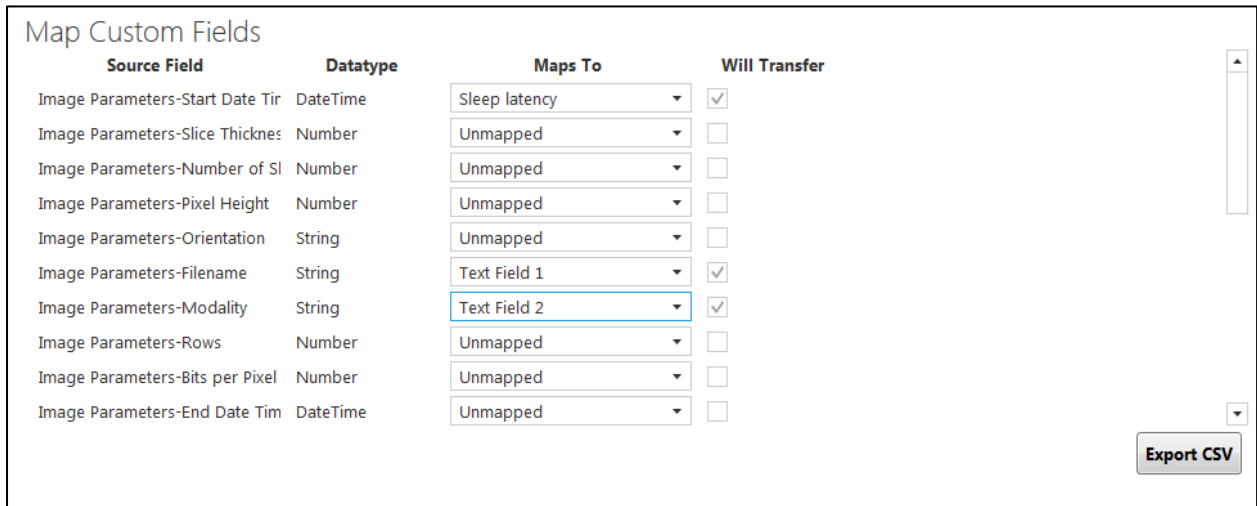 Map Custom Fields
Source Field Datatype Maps To Will Transfer
Image Parameters-Start Date Tir DateTime Sleep latency
Image Parameters-Slice Thicknes Number Unmapped
Image Parameters-Number of Sl Number Unmapped
Image Parameters-Pixel Height Number Unmapped
Image Parameters-Orientation String Unmapped
Image Parameters-Filename String Text Field 1
Image Parameters-Modality String Text Field 2
Image Parameters-Rows Number Unmapped
Image Parameters-Bits per Pixel Number Unmapped
Image Parameters-End Date Tim DateTime Unmapped
Export CSV